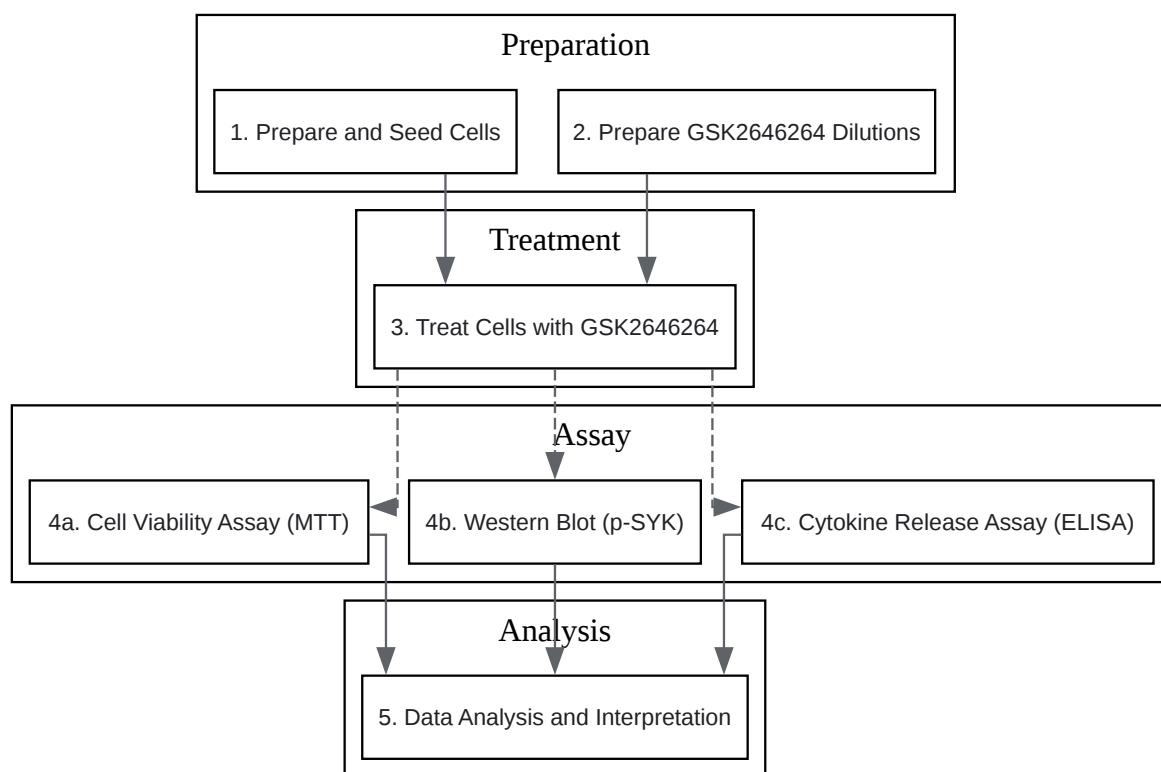 Preparation
1. Prepare and Seed Cells
2. Prepare GSK2646264 Dilutions
Treatment
3. Treat Cells with GSK2646264
Assay
4a. Cell Viability Assay (MTT)
4b. Western Blot (p-SYK)
4c. Cytokine Release Assay (ELISA)
Analysis
5. Data Analysis and Interpretation